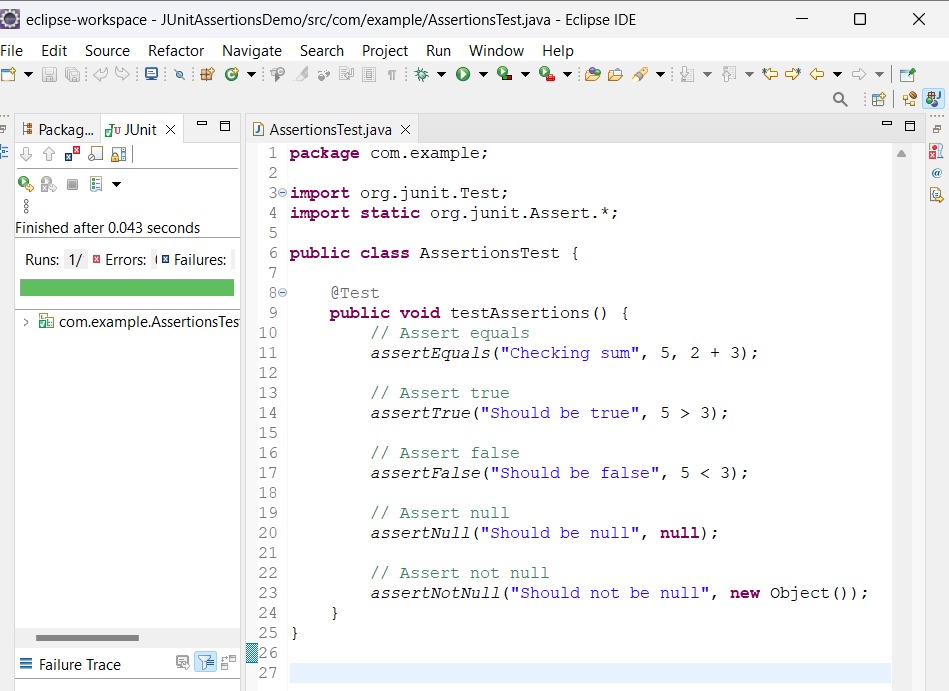 eclipse-workspace - JUnitAssertionsDemo/src/com/example/AssertionsTest.java - Eclipse IDE
File Edit Source Refactor Navigate Search Project Run Window Help
Packag... JUnit
Finished after 0.043 seconds
Runs: 1/ Errors: Failures:
com.example.AssertionsTes
Failure Trace
AssertionsTest.java
1 package com.example;
2
3 import org.junit.Test;
4 import static org.junit.Assert.*;
5
6 public class AssertionsTest {
7
8 @Test
9 public void testAssertions() {
10 // Assert equals
11 assertEquals("Checking sum", 5, 2 + 3);
12
13 // Assert true
14 assertTrue("Should be true", 5 > 3);
15
16 // Assert false
17 assertFalse("Should be false", 5 < 3);
18
19 // Assert null
20 assertNull("Should be null", null);
21
22 // Assert not null
23 assertNotNull("Should not be null", new Object());
24 }
25 }
26
27